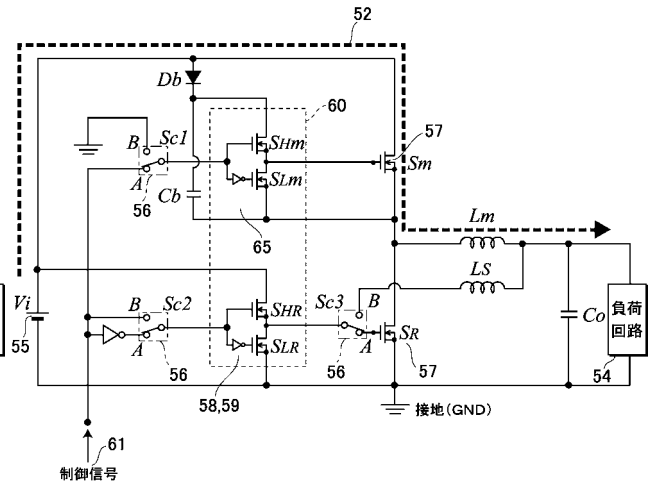 52
Db
60
B Sc1
A
56
Cb
SHm
SLm
65
57
Sm
Lm
LS
Vi
55
B Sc2
A
56
SHR
SLR
58,59
Sc3
B
A
56
SR
57
Co
負荷
回路
54
接地(GND)
61
制御信号